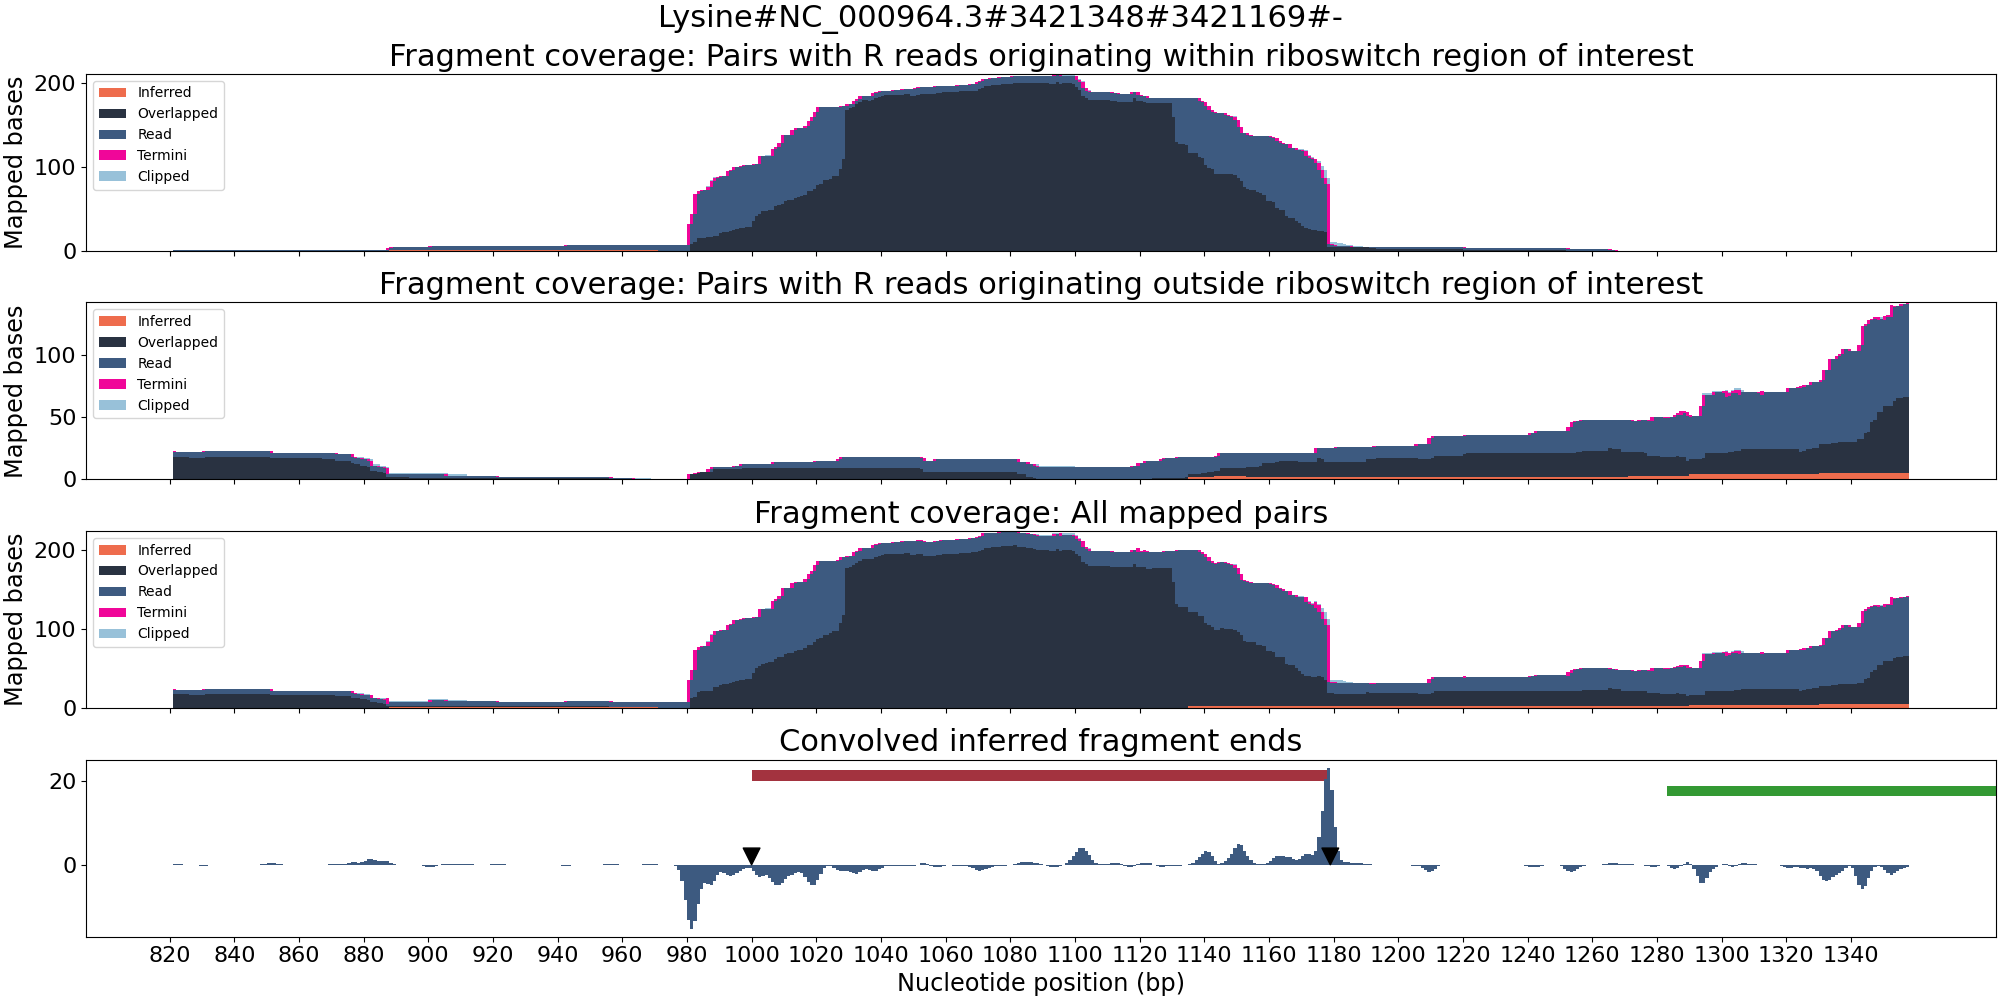 Lysine#NC_000964.3#3421348#3421169#-
Fragment coverage: Pairs with R reads originating within riboswitch region of interest
Mapped bases
200
100
0
Inferred
Overlapped
Read
Termini
Clipped
Fragment coverage: Pairs with R reads originating outside riboswitch region of interest
Mapped bases
100
50
0
Inferred
Overlapped
Read
Termini
Clipped
Fragment coverage: All mapped pairs
Mapped bases
200
100
0
Inferred
Overlapped
Read
Termini
Clipped
Convolved inferred fragment ends
20
0
820 840 860 880 900 920 940 960 980 1000 1020 1040 1060 1080 1100 1120 1140 1160 1180 1200 1220 1240 1260 1280 1300 1320 1340
Nucleotide position (bp)